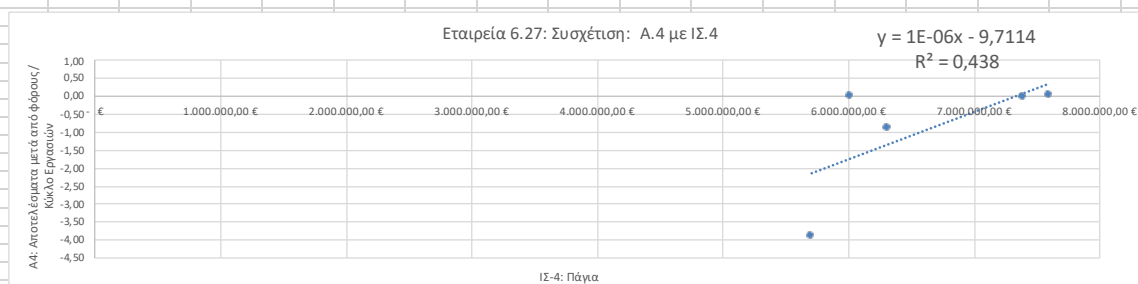 Εταιρεία 6.27: Συσχέτιση: Α.4 με ΙΣ.4
y = 1E-06x - 9,7114
R² = 0,438
Α4: Αποτελέσματα μετά από φόρους/
Κύκλο Εργασιών
1,00
0,50
0,00
-0,50
-1,00
-1,50
-2,00
-2,50
-3,00
-3,50
-4,00
-4,50
- € 1.000.000,00 € 2.000.000,00 € 3.000.000,00 € 4.000.000,00 € 5.000.000,00 € 6.000.000,00 € 7.000.000,00 € 8.000.000,00 €
ΙΣ-4: Πάγια